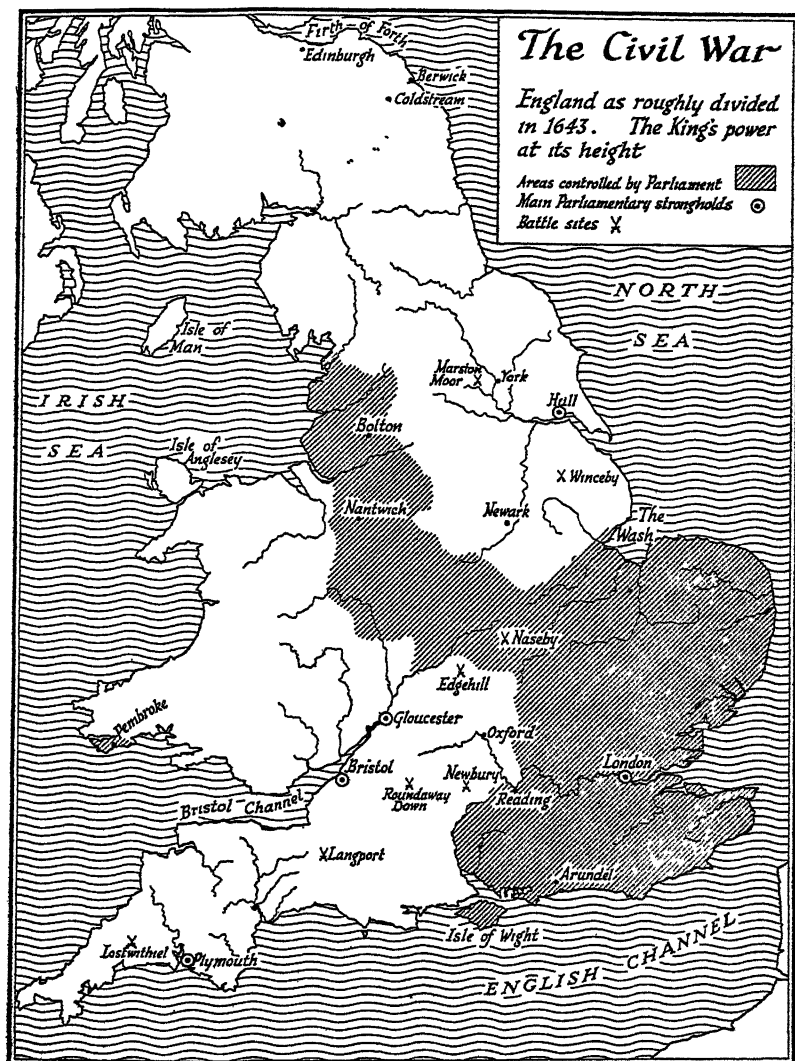 The Civil War
England as roughly divided
in 1643. The King's power
at its height
Areas controlled by Parliament
Main Parliamentary strongholds
Battle sites
Firth of Forth
Edinburgh
Berwick
Coldstream
NORTH
SEA
Isle of
Man
IRISH
SEA
Marston
Moor
York
Hull
Bolton
Isle of
Anglesey
Winceby
Nantwich
Newark
The
Wash
Naseby
Edgehill
Pembroke
Gloucester
Oxford
London
Bristol
Newbury
Roundaway
Down
Reading
Bristol Channel
Langport
Arundel
Isle of Wight
Lostwithiel
Plymouth
ENGLISH CHANNEL